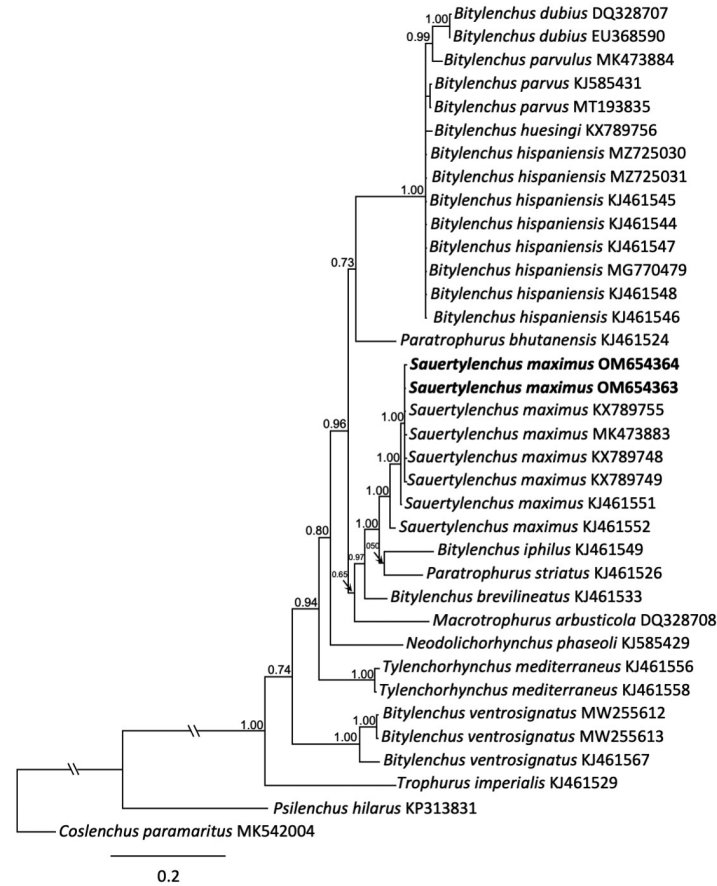 1.00
Bitylenchus dubius DQ328707
0.99
Bitylenchus dubius EU368590
Bitylenchus parvulus MK473884
Bitylenchus parvus KJ585431
Bitylenchus parvus MT193835
Bitylenchus huesingi KX789756
Bitylenchus hispaniensis MZ725030
Bitylenchus hispaniensis MZ725031
1.00
Bitylenchus hispaniensis KJ461545
Bitylenchus hispaniensis KJ461544
Bitylenchus hispaniensis KJ461547
0.73
Bitylenchus hispaniensis MG770479
Bitylenchus hispaniensis KJ461548
Bitylenchus hispaniensis KJ461546
Paratrophurus bhutanensis KJ461524
Sauertylenchus maximus OM654364
Sauertylenchus maximus OM654363
Sauertylenchus maximus KX789755
1.00
0.96
Sauertylenchus maximus MK473883
1.00
Sauertylenchus maximus KX789748
Sauertylenchus maximus KX789749
1.00
Sauertylenchus maximus KJ461551
0.80
1.00
Sauertylenchus maximus KJ461552
050
Bitylenchus iphilus KJ461549
0.97
0.65
Paratrophurus striatus KJ461526
Bitylenchus brevilineatus KJ461533
0.94
Macrotrophurus arbusticola DQ328708
Neodolichorhynchus phaseoli KJ585429
0.74
1.00
Tylenchorhynchus mediterraneus KJ461556
Tylenchorhynchus mediterraneus KJ461558
1.00
1.00
Bitylenchus ventrosignatus MW255612
1.00
Bitylenchus ventrosignatus MW255613
Bitylenchus ventrosignatus KJ461567
Trophurus imperialis KJ461529
Psilenchus hilarus KP313831
Coslenchus paramaritus MK542004
0.2